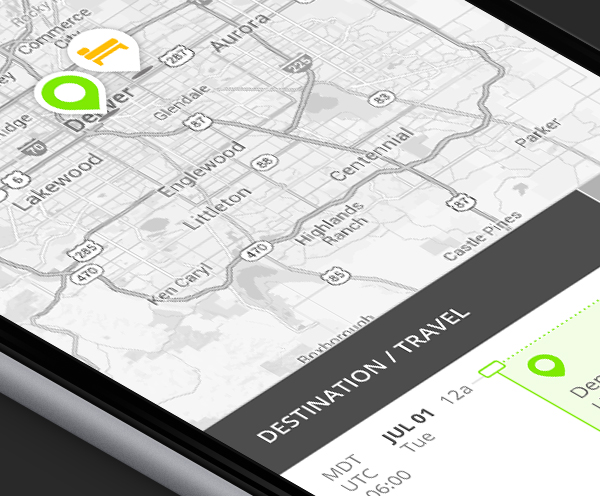 Rocky
Commerce
City
Aurora
287
225
Denver
Glendale
83
87
70
6
Lakewood
Englewood
88
Centennial
Parker
Littleton
87
285
470
470
Highlands
Ranch
Castle Pines
Ken Caryl
85
Roxborough
DESTINATION / TRAVEL
JUL 01
Tue
12a
MDT
UTC
06:00